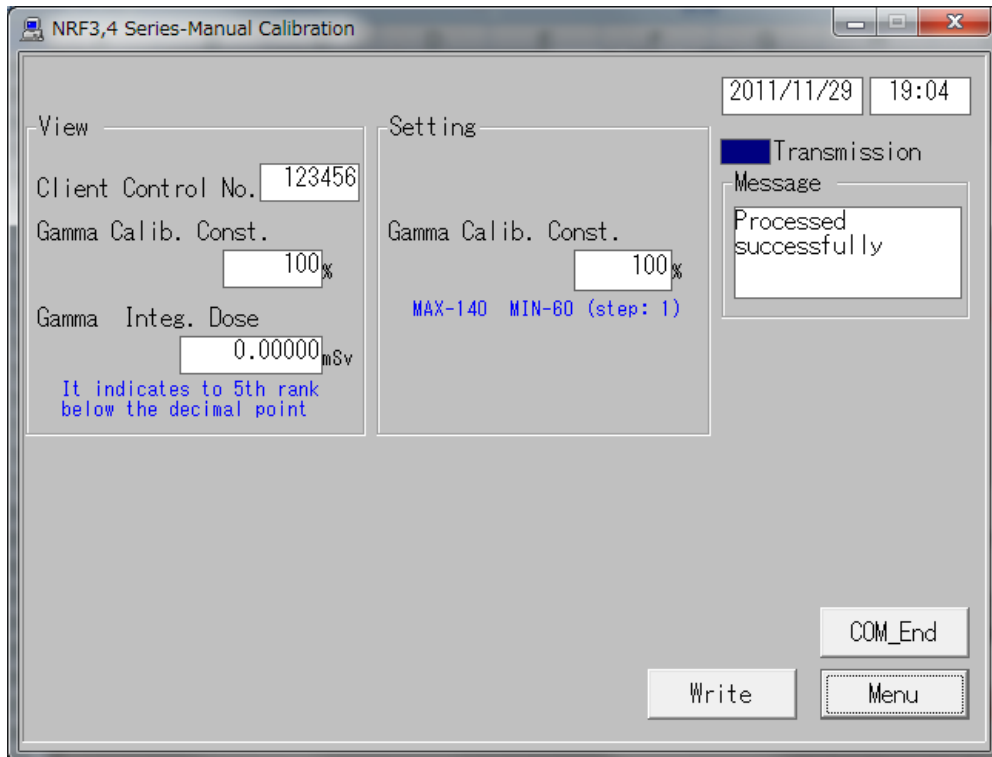 NRF3,4 Series-Manual Calibration
2011/11/29 19:04
View
Client Control No. 123456
Gamma Calib. Const.
100%
Gamma Integ. Dose
0.00000mSv
It indicates to 5th rank
below the decimal point
Setting
Gamma Calib. Const.
100%
MAX-140 MIN-60 (step: 1)
Transmission
Message
Processed
successfully
COM_End
Write
Menu